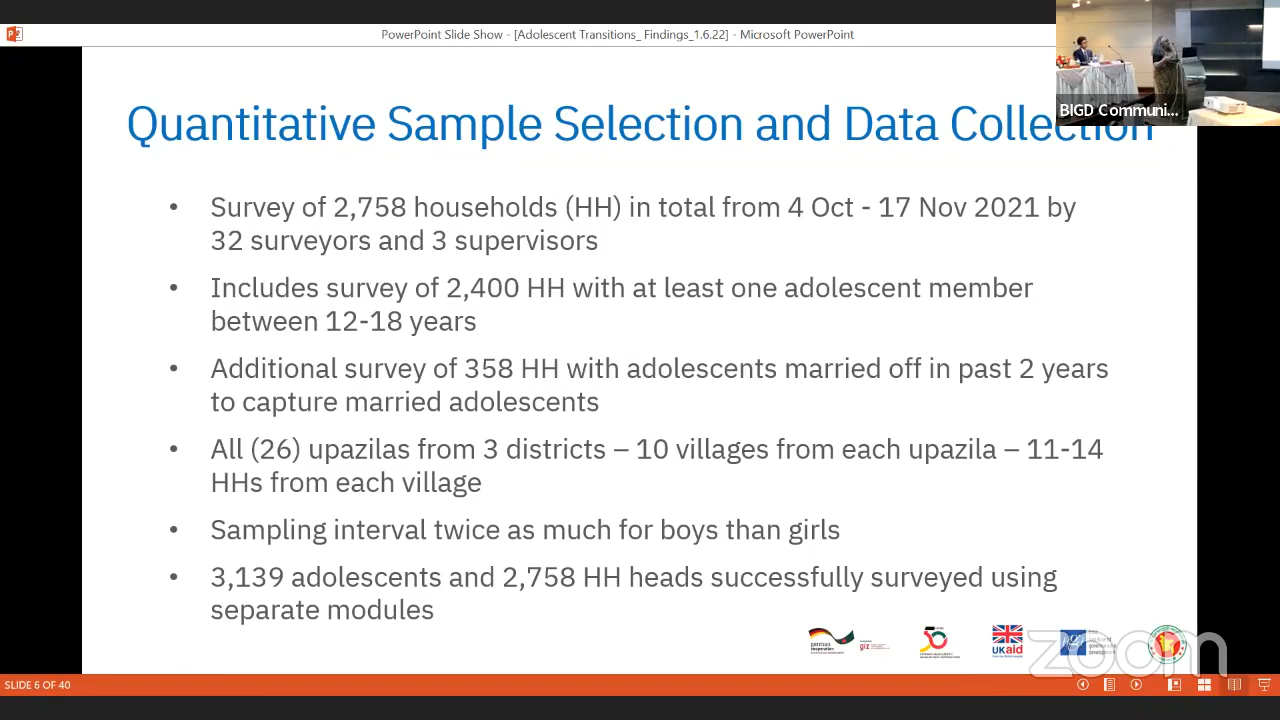 PowerPoint Slide Show - [Adolescent Transitions_ Findings_1.6.22] - Microsoft PowerPoint
BIGD Communi...
Quantitative Sample Selection and Data Collection
• Survey of 2,758 households (HH) in total from 4 Oct - 17 Nov 2021 by
32 surveyors and 3 supervisors
• Includes survey of 2,400 HH with at least one adolescent member
between 12-18 years
• Additional survey of 358 HH with adolescents married off in past 2 years
to capture married adolescents
• All (26) upazilas from 3 districts – 10 villages from each upazila – 11-14
HHs from each village
• Sampling interval twice as much for boys than girls
• 3,139 adolescents and 2,758 HH heads successfully surveyed using
separate modules
german
cooperation
giz
50
UKaid
zoom
SLIDE 6 OF 40